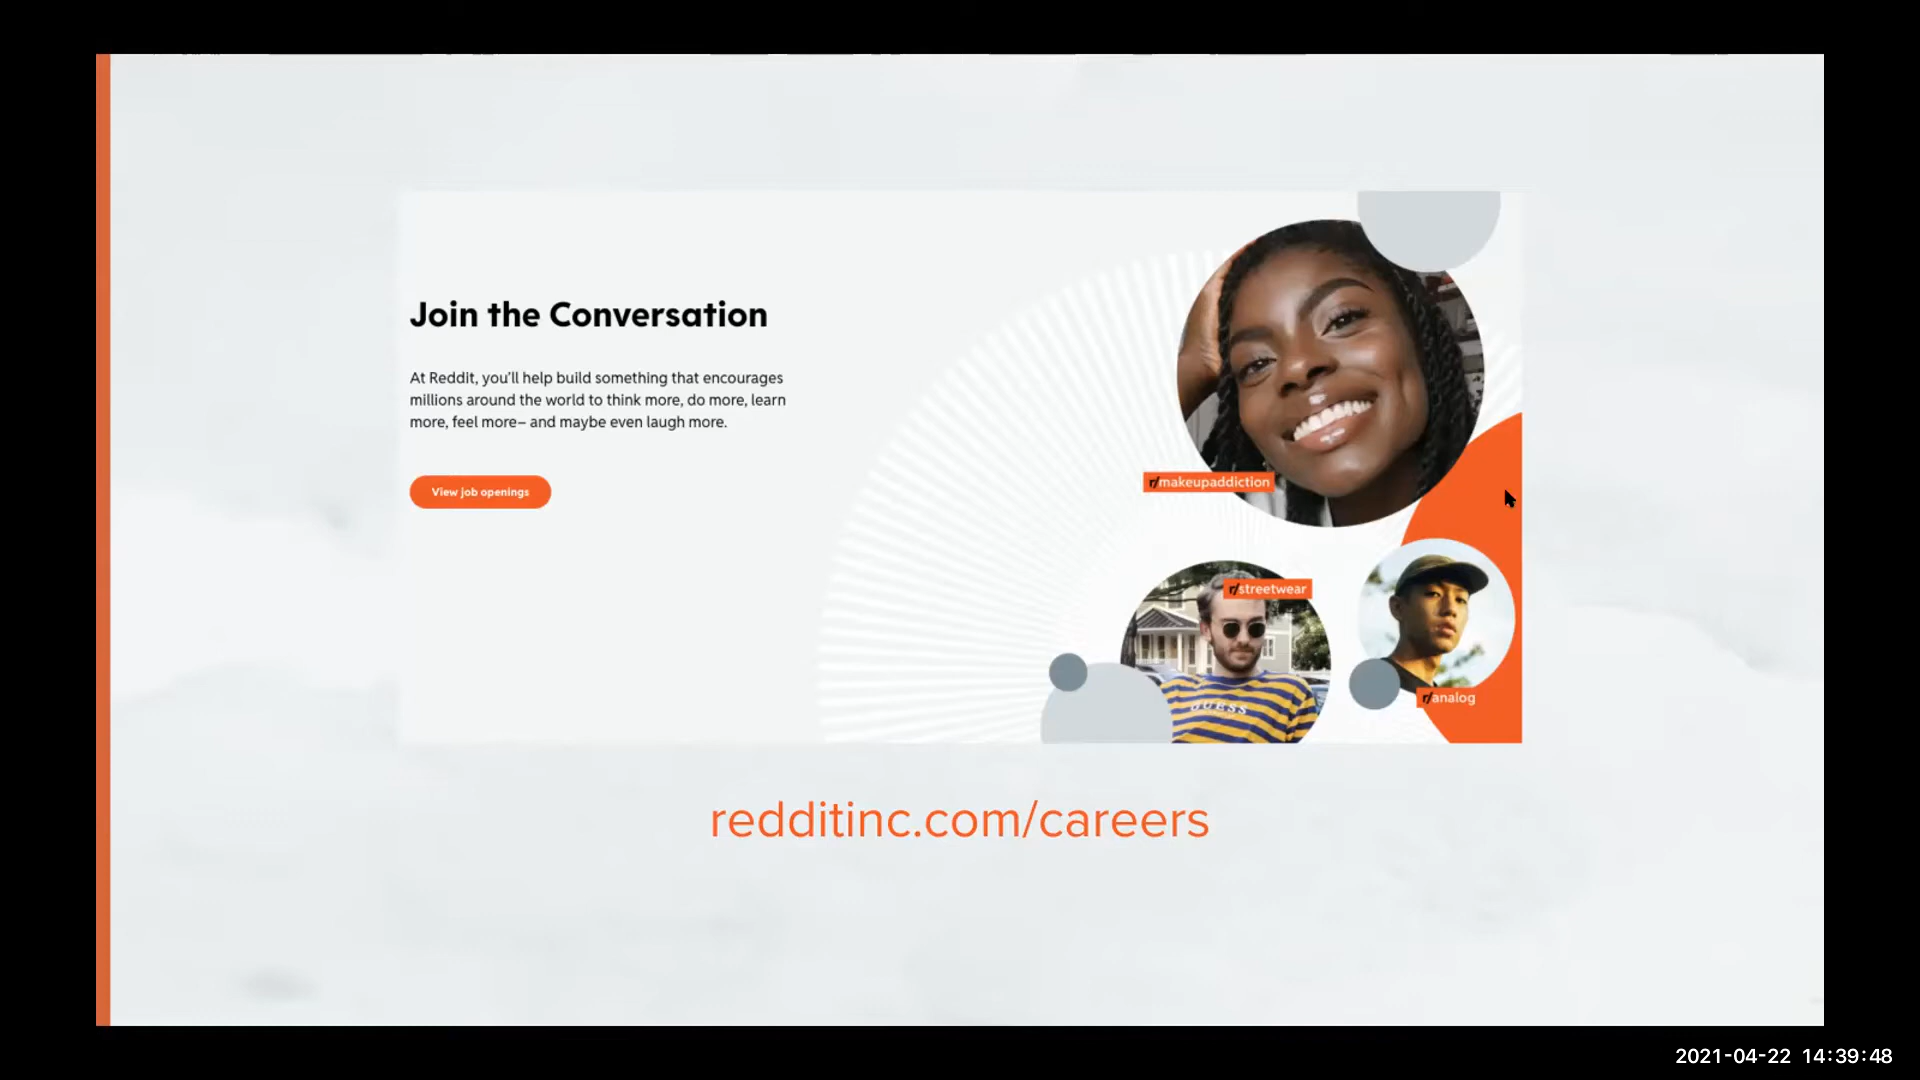 Join the Conversation
At Reddit, you'll help build something that encourages
millions around the world to think more, do more, learn
more, feel more– and maybe even laugh more.
View job openings
r/makeupaddiction
r/streetwear
GUESS
r/analog
redditinc.com/careers
2021-04-22 14:39:48